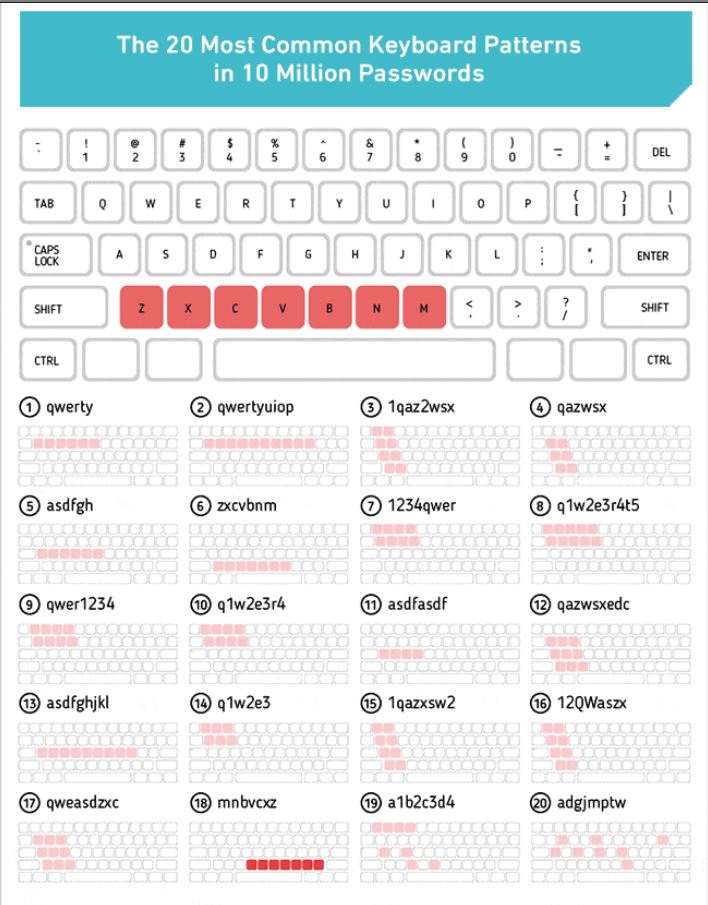 The 20 Most Common Keyboard Patterns
in 10 Million Passwords
~ ! @ # $ % ^ & * ( ) _ +
` 1 2 3 4 5 6 7 8 9 0 - = DEL
TAB Q W E R T Y U I O P { [ } ] | \
CAPS LOCK A S D F G H J K L : ; " ' ENTER
SHIFT Z X C V B N M < , > . ? / SHIFT
CTRL CTRL
1 qwerty 2 qwertyuiop 3 1qaz2wsx 4 qazwsx
5 asdfgh 6 zxcvbnm 7 1234qwer 8 q1w2e3r4t5
9 qwer1234 10 q1w2e3r4 11 asdfasdf 12 qazwsxedc
13 asdfghjkl 14 q1w2e3 15 1qazxsw2 16 12QWaszx
17 qweasdzxc 18 mnbvcxz 19 a1b2c3d4 20 adgjmptw